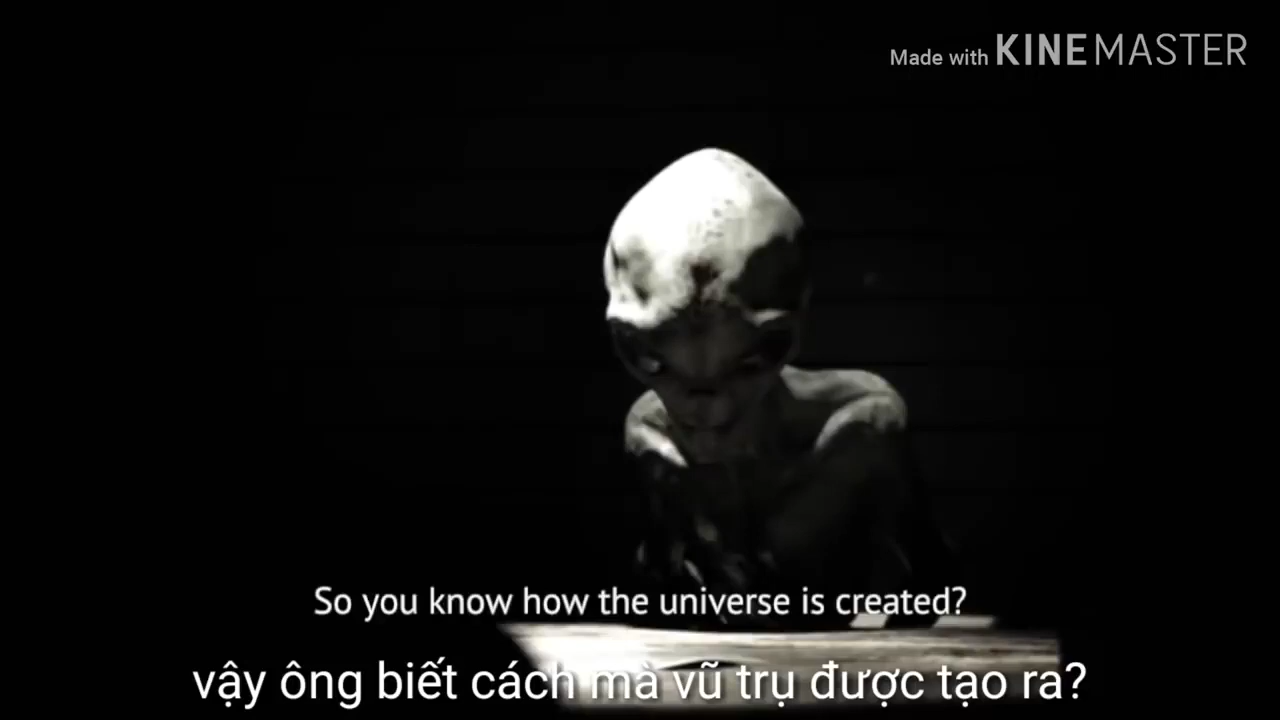 Made with KINEMASTER
So you know how the universe is created?
vậy ông biết cách mà vũ trụ được tạo ra?